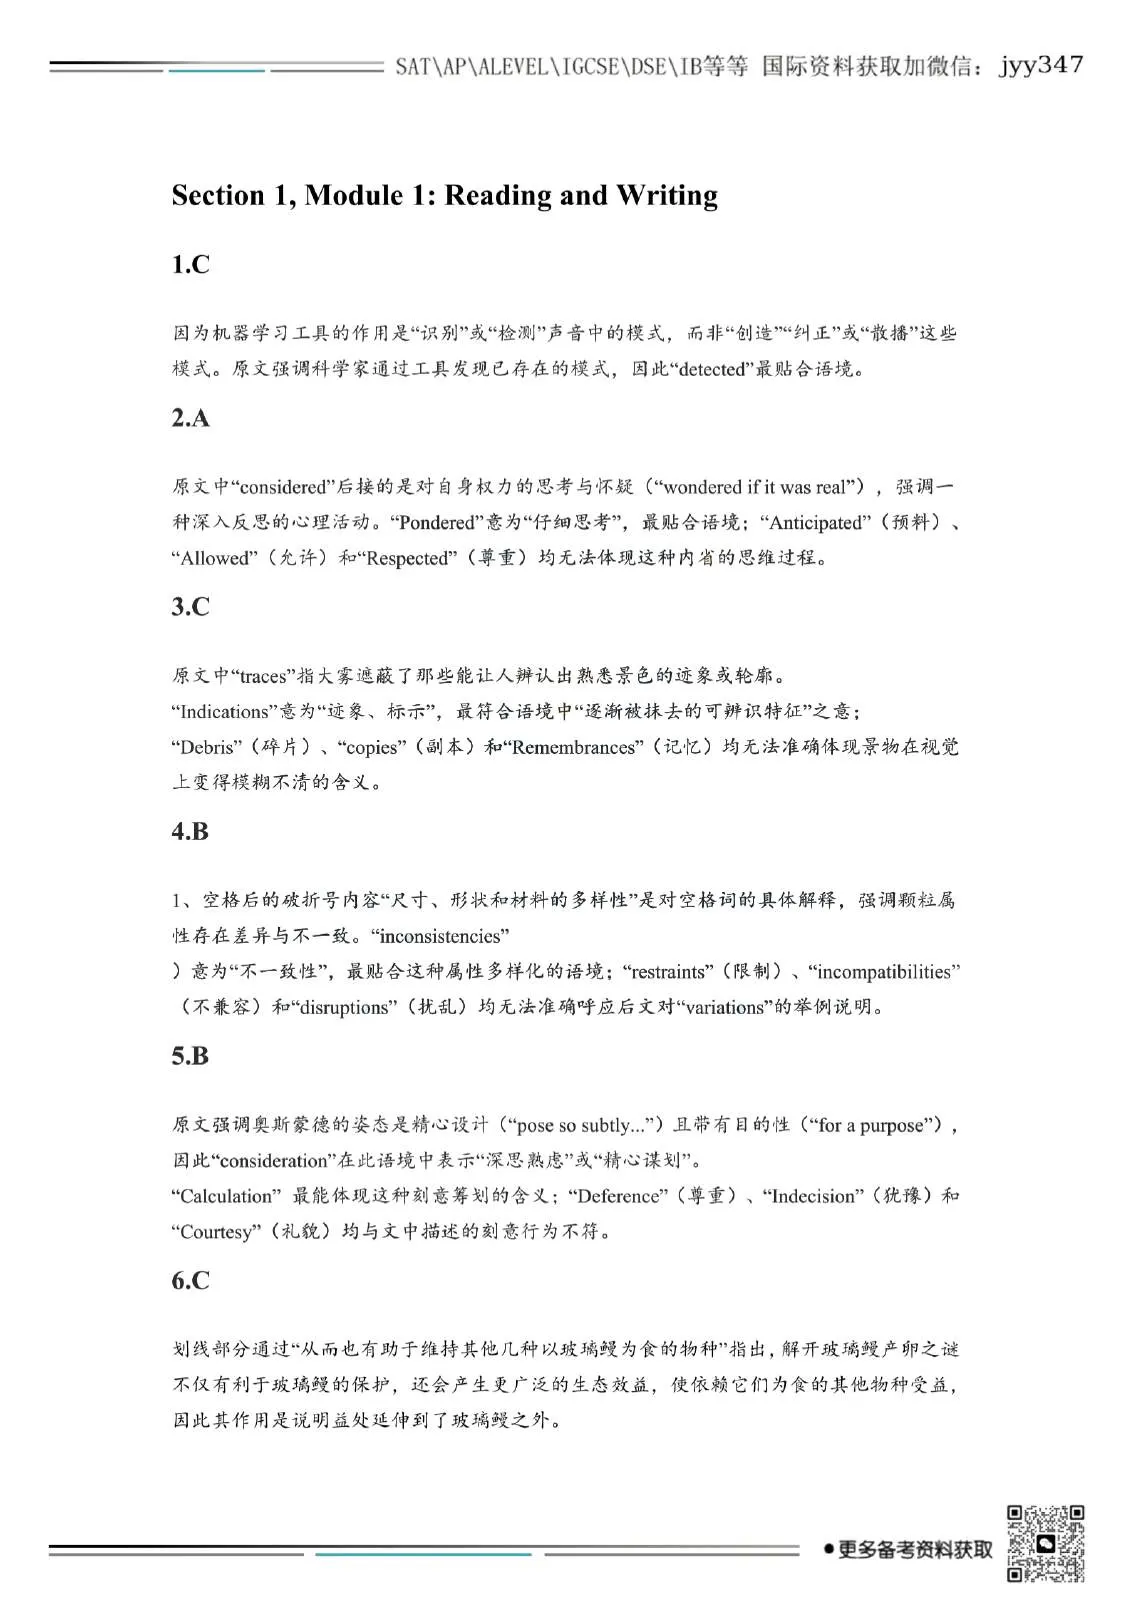 SAT\AP\ALEVEL\IGCSE\DSE\IB等等 国际资料获取加微信：jyy347
Section 1, Module 1: Reading and Writing
1.C
因为机器学习工具的作用是“识别”或“检测”声音中的模式，而非“创造”“纠正”或“散播”这些
模式。原文强调科学家通过工具发现已存在的模式，因此“detected”最贴合语境。
2.A
原文中“considered”后接的是对自身权力的思考与怀疑（“wondered if it was real”），强调一
种深入反思的心理活动。“Pondered”意为“仔细思考”，最贴合语境；“Anticipated”（预料）、
“Allowed”（允许）和“Respected”（尊重）均无法体现这种内省的思维过程。
3.C
原文中“traces”指大雾遮蔽了那些能让人辨认出熟悉景色的迹象或轮廓。
“Indications”意为“迹象、标示”，最符合语境中“逐渐被抹去的可辨识特征”之意；
“Debris”（碎片）、“copies”（副本）和“Remembrances”（记忆）均无法准确体现景物在视觉
上变得模糊不清的含义。
4.B
1、空格后的破折号内容“尺寸、形状和材料的多样性”是对空格词的具体解释，强调颗粒属
性存在差异与不一致。“inconsistencies”
）意为“不一致性”，最贴合这种属性多样化的语境；“restraints”（限制）、“incompatibilities”
（不兼容）和“disruptions”（扰乱）均无法准确呼应后文对“variations”的举例说明。
5.B
原文强调奥斯蒙德的姿态是精心设计（“pose so subtly...”）且带有目的性（“for a purpose”），
因此“consideration”在此语境中表示“深思熟虑”或“精心谋划”。
“Calculation” 最能体现这种刻意筹划的含义；“Deference”（尊重）、“Indecision”（犹豫）和
“Courtesy”（礼貌）均与文中描述的刻意行为不符。
6.C
划线部分通过“从而也有助于维持其他几种以玻璃鳗为食的物种”指出，解开玻璃鳗产卵之谜
不仅有利于玻璃鳗的保护，还会产生更广泛的生态效益，使依赖它们为食的其他物种受益，
因此其作用是说明益处延伸到了玻璃鳗之外。
●更多备考资料获取